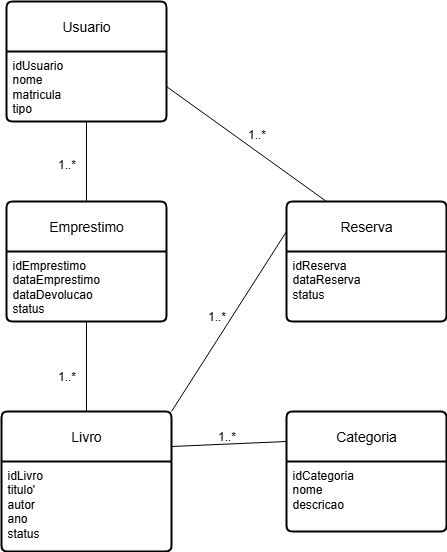 Usuario
idUsuario
nome
matricula
tipo
1..*
1..*
Emprestimo
idEmprestimo
dataEmprestimo
dataDevolucao
status
Reserva
idReserva
dataReserva
status
1..*
1..*
Livro
idLivro
titulo'
autor
ano
status
1..*
Categoria
idCategoria
nome
descricao